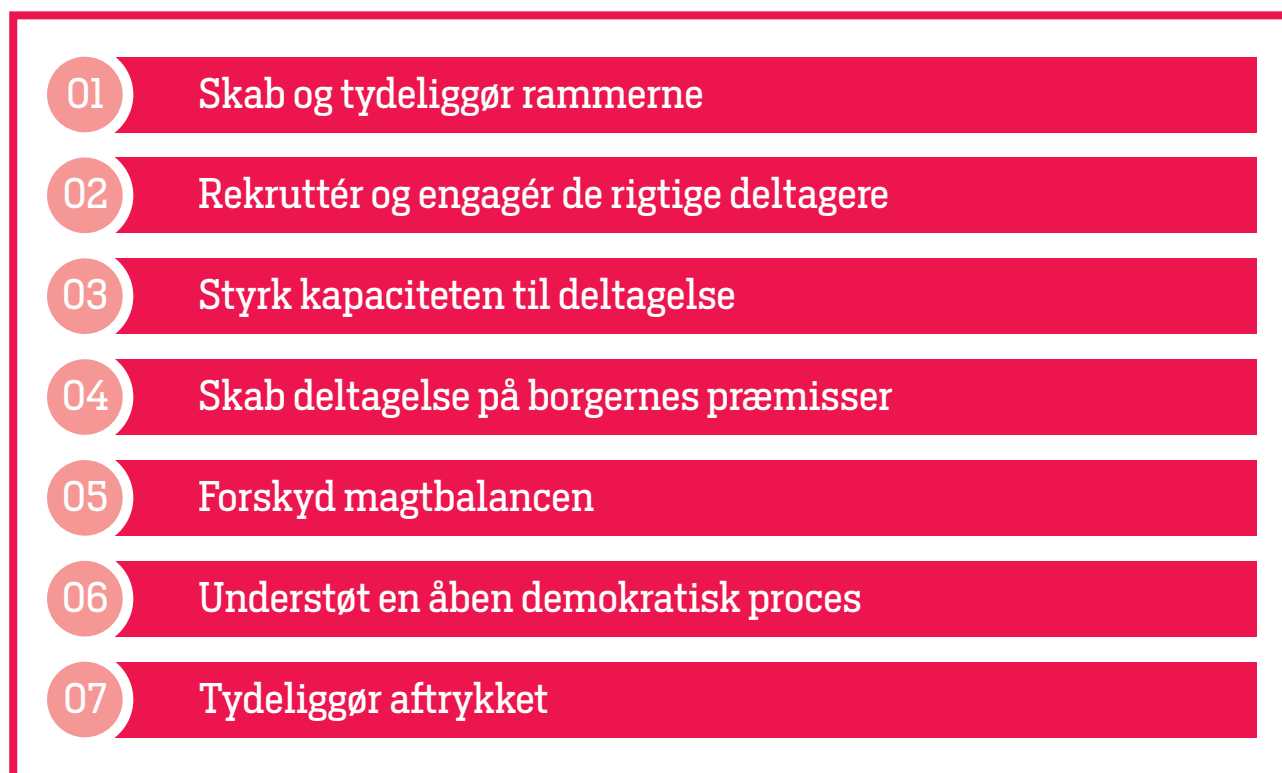 01 Skab og tydeliggør rammerne
02 Rekruttér og engagér de rigtige deltagere
03 Styrk kapaciteten til deltagelse
04 Skab deltagelse på borgernes præmisser
05 Forskyd magtbalancen
06 Understøt en åben demokratisk proces
07 Tydeliggør aftrykket